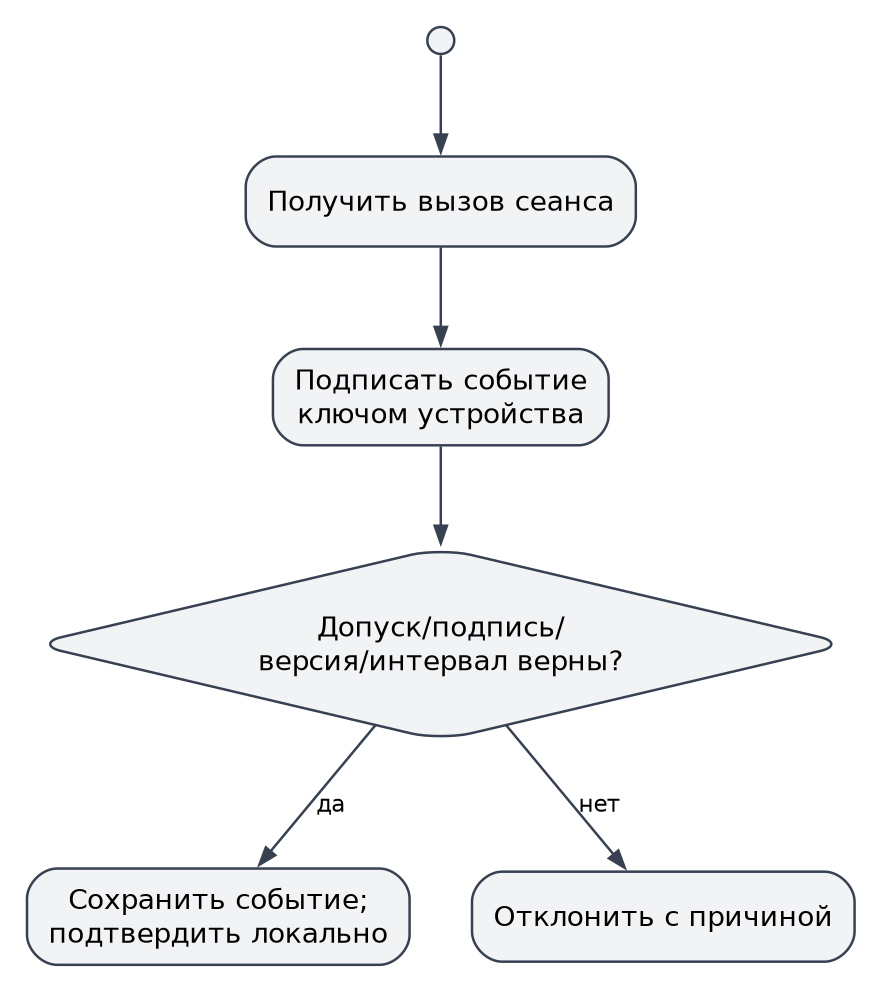 Получить вызов сеанса
Подписать событие
ключом устройства
Допуск/подпись/
версия/интервал верны?
да
нет
Сохранить событие;
подтвердить локально
Отклонить с причиной